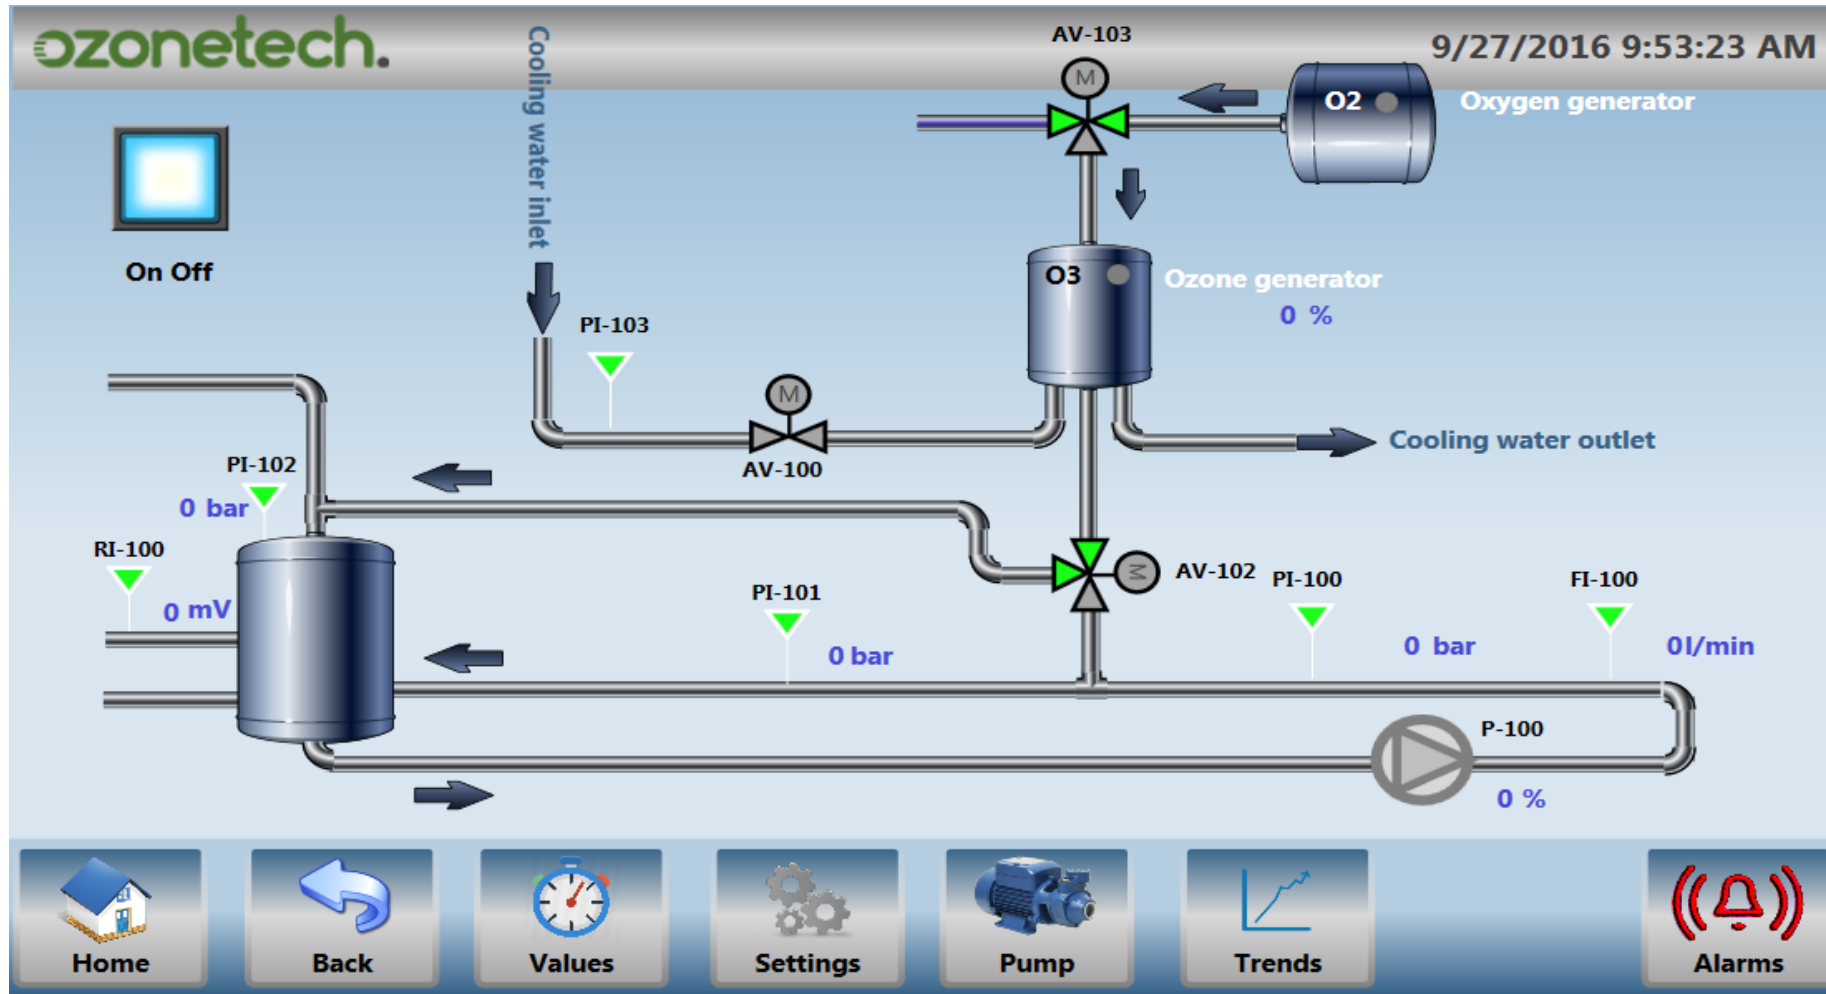 ozonetech.
9/27/2016 9:53:23 AM
AV-103
M
O2
Oxygen generator
Cooling water inlet
On Off
O3
Ozone generator
0 %
PI-103
M
AV-100
Cooling water outlet
PI-102
0 bar
RI-100
0 mV
PI-101
0 bar
M
AV-102
PI-100
0 bar
FI-100
0 l/min
P-100
0 %
Home
Back
Values
Settings
Pump
Trends
Alarms